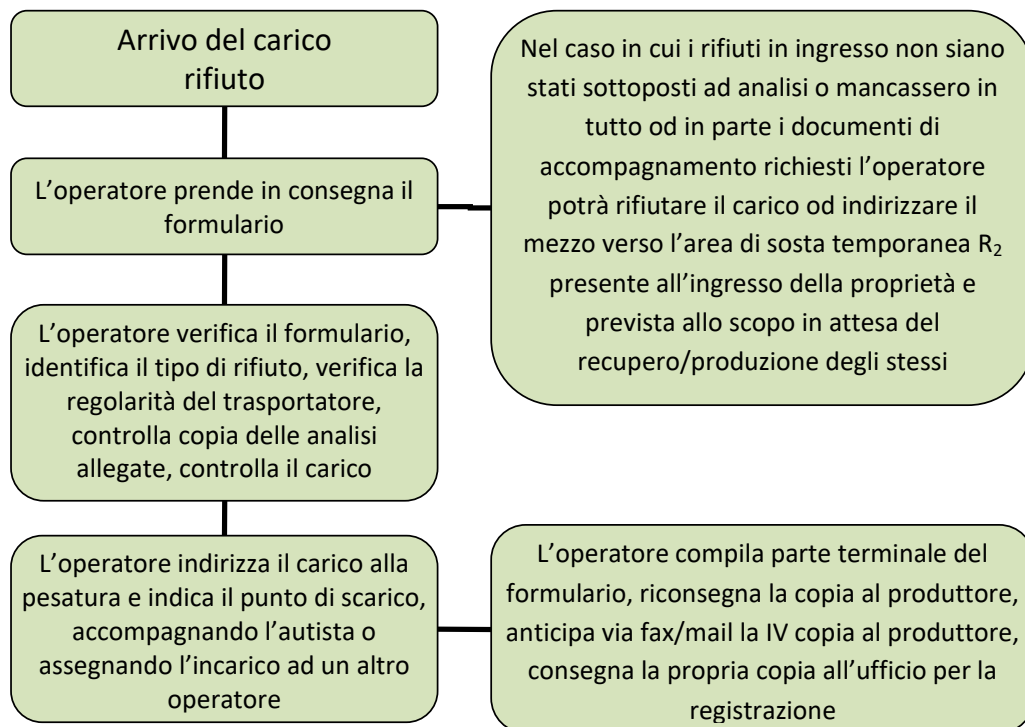 Arrivo del carico
rifiuto
L’operatore prende in consegna il
formulario
Nel caso in cui i rifiuti in ingresso non siano
stati sottoposti ad analisi o mancassero in
tutto od in parte i documenti di
accompagnamento richiesti l’operatore
potrà rifiutare il carico od indirizzare il
mezzo verso l’area di sosta temporanea R₂
presente all’ingresso della proprietà e
prevista allo scopo in attesa del
recupero/produzione degli stessi
L’operatore verifica il formulario,
identifica il tipo di rifiuto, verifica la
regolarità del trasportatore,
controlla copia delle analisi
allegate, controlla il carico
L’operatore indirizza il carico alla
pesatura e indica il punto di scarico,
accompagnando l’autista o
assegnando l’incarico ad un altro
operatore
L’operatore compila parte terminale del
formulario, riconsegna la copia al produttore,
anticipa via fax/mail la IV copia al produttore,
consegna la propria copia all’ufficio per la
registrazione